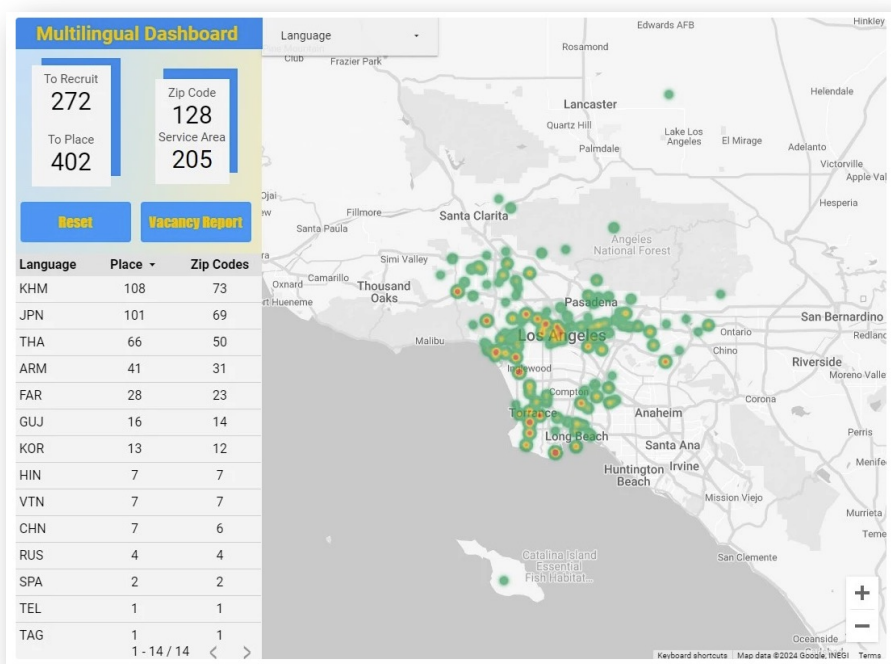 Multilingual Dashboard
To Recruit
272
To Place
402
Zip Code
128
Service Area
205
Reset
Vacancy Report
Language Place Zip Codes
KHM 108 73
JPN 101 69
THA 66 50
ARM 41 31
FAR 28 23
GUJ 16 14
KOR 13 12
HIN 7 7
VTN 7 7
CHN 7 6
RUS 4 4
SPA 2 2
TEL 1 1
TAG 1 1
1 - 14 / 14
Language
Edwards AFB
Hinkley
Rosamond
Club
Frazier Park
Helendale
Lancaster
Quartz Hill
Lake Los
Angeles
El Mirage
Adelanto
Palmdale
Victorville
Apple Val
Hesperia
Ojai
Fillmore
Santa Paula
Santa Clarita
Angeles
National Forest
Simi Valley
Oxnard
Camarillo
Thousand
Oaks
rt Hueneme
Pasadena
San Bernardino
Malibu
Los Angeles
Ontario
Redlanc
Chino
Riverside
Inglewood
Moreno Valle
Compton
Corona
Torrance
Anaheim
Perris
Long Beach
Santa Ana
Menife
Huntington
Beach
Irvine
Mission Viejo
Murrieta
Teme
San Clemente
Catalina Island
Essential
Fish Habitat...
Oceanside
Keyboard shortcuts
Map data ©2024 Google, INEGI
Terms